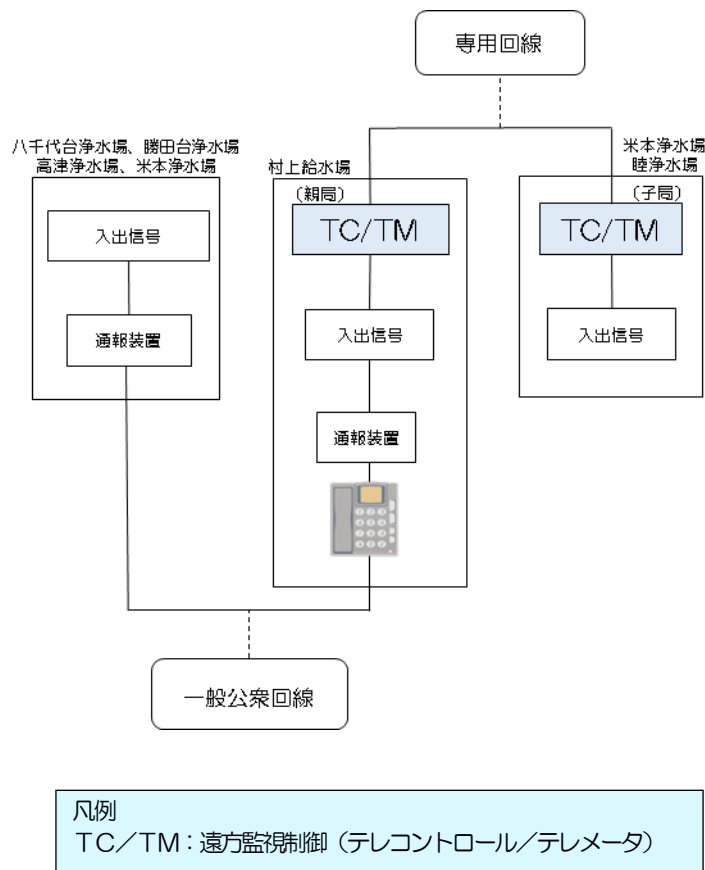 専用回線
八千代台浄水場、勝田台浄水場
高津浄水場、米本浄水場
入出信号
通報装置
村上給水場
（親局）
TC/TM
入出信号
通報装置
米本浄水場
睦浄水場
（子局）
TC/TM
入出信号
一般公衆回線
凡例
ＴＣ／ＴＭ：遠方監視制御（テレコントロール／テレメータ）